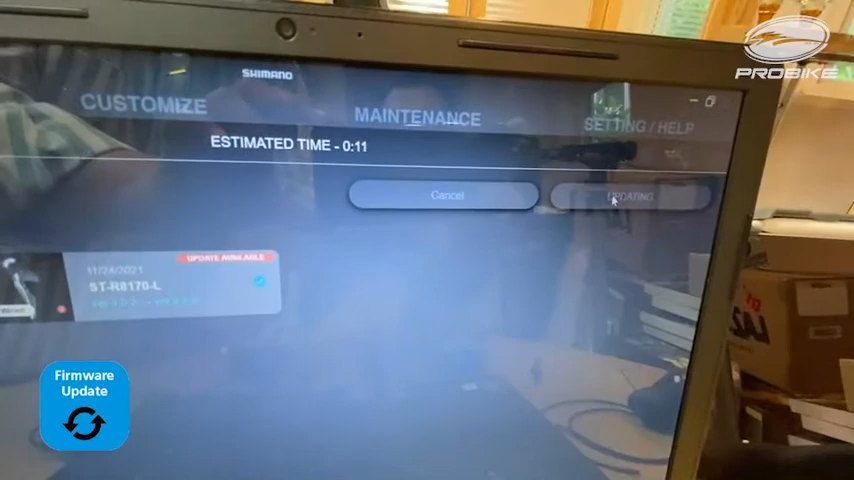 PROBIKE
SHIMANO
CUSTOMIZE
MAINTENANCE
SETTING / HELP
ESTIMATED TIME - 0:11
Cancel
UPDATING
UPDATE AVAILABLE
11/24/2021
ST-R8170-L
Firmware
Update